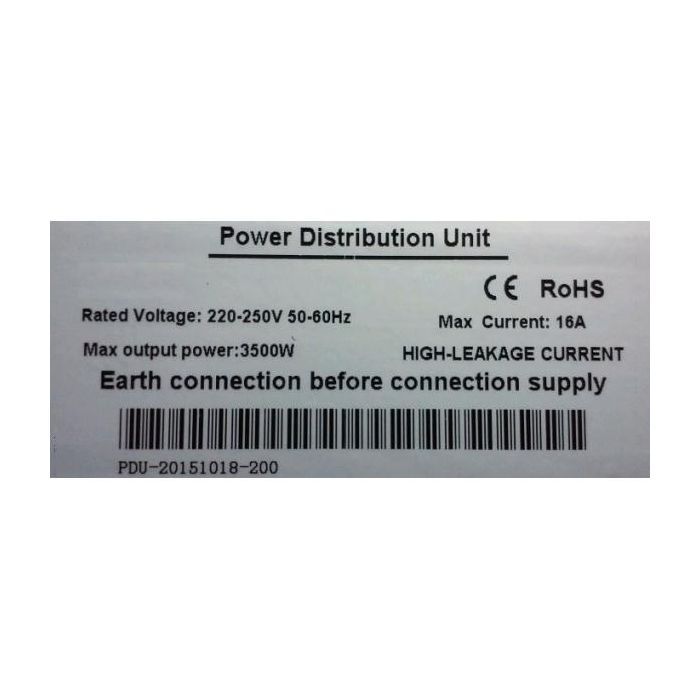 Power Distribution Unit
CE RoHS
Rated Voltage: 220-250V 50-60Hz
Max Current: 16A
Max output power:3500W
HIGH-LEAKAGE CURRENT
Earth connection before connection supply
PDU-20151018-200